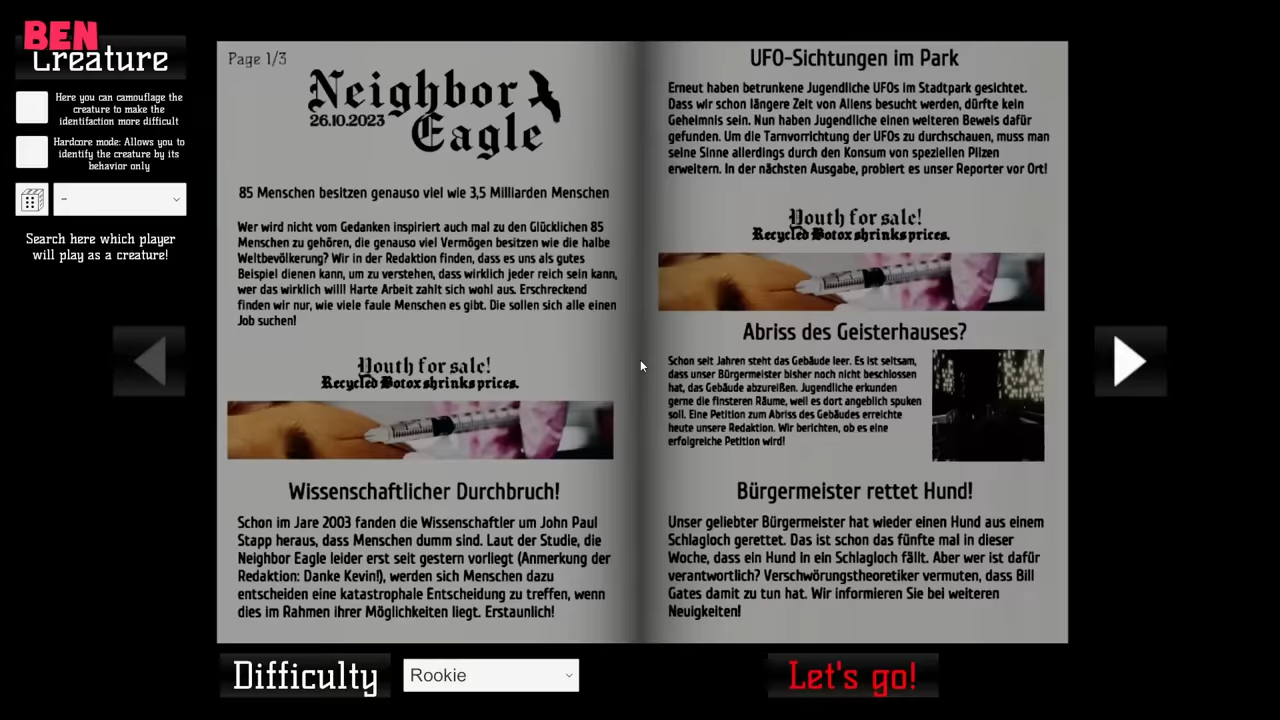 BEN
Creature
Here you can camouflage the
creature to make the
identifaction more difficult
Hardcore mode: Allows you to
identify the creature by its
behavior only
-
Search here which player
will play as a creature!
Page 1/3
Neighbor
26.10.2023
Eagle
85 Menschen besitzen genauso viel wie 3,5 Milliarden Menschen
Wer wird nicht vom Gedanken inspiriert auch mal zu den Glücklichen 85
Menschen zu gehören, die genauso viel Vermögen besitzen wie die halbe
Weltbevölkerung? Wir in der Redaktion finden, dass es uns als gutes
Beispiel dienen kann, um zu verstehen, dass wirklich jeder reich sein kann,
wer das wirklich will! Harte Arbeit zahlt sich wohl aus. Erschreckend
finden wir nur, wie viele faule Menschen es gibt. Die sollen sich alle einen
Job suchen!
Youth for sale!
Recycled Botox shrinks prices.
Wissenschaftlicher Durchbruch!
Schon im Jare 2003 fanden die Wissenschaftler um John Paul
Stapp heraus, dass Menschen dumm sind. Laut der Studie, die
Neighbor Eagle leider erst seit gestern vorliegt (Anmerkung der
Redaktion: Danke Kevin!), werden sich Menschen dazu
entscheiden eine katastrophale Entscheidung zu treffen, wenn
dies im Rahmen ihrer Möglichkeiten liegt. Erstaunlich!
UFO-Sichtungen im Park
Erneut haben betrunkene Jugendliche UFOs im Stadtpark gesichtet.
Dass wir schon längere Zeit von Aliens besucht werden, dürfte kein
Geheimnis sein. Nun haben Jugendliche einen weiteren Beweis dafür
gefunden. Um die Tarnvorrichtung der UFOs zu durchschauen, muss man
seine Sinne allerdings durch den Konsum von speziellen Pilzen
erweitern. In der nächsten Ausgabe, probiert es unser Reporter vor Ort!
Youth for sale!
Recycled Botox shrinks prices.
Abriss des Geisterhauses?
Schon seit Jahren steht das Gebäude leer. Es ist seltsam,
dass unser Bürgermeister bisher noch nicht beschlossen
hat, das Gebäude abzureißen. Jugendliche erkunden
gerne die finsteren Räume, weil es dort angeblich spuken
soll. Eine Petition zum Abriss des Gebäudes erreichte
heute unsere Redaktion. Wir berichten, ob es eine
erfolgreiche Petition wird!
Bürgermeister rettet Hund!
Unser geliebter Bürgermeister hat wieder einen Hund aus einem
Schlagloch gerettet. Das ist schon das fünfte mal in dieser
Woche, dass ein Hund in ein Schlagloch fällt. Aber wer ist dafür
verantwortlich? Verschwörungstheoretiker vermuten, dass Bill
Gates damit zu tun hat. Wir informieren Sie bei weiteren
Neuigkeiten!
Difficulty
Rookie
Let's go!